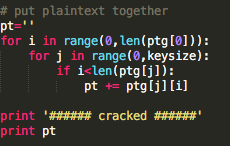 # put plaintext together
pt=''
for i in range(0,len(ptg[0])):
    for j in range(0,keysize):
        if i<len(ptg[j]):
            pt += ptg[j][i]

print '###### cracked ######'
print pt